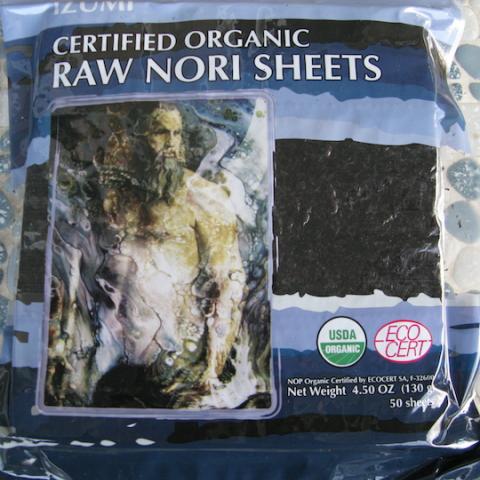 IZUMI
CERTIFIED ORGANIC
RAW NORI SHEETS
USDA
ORGANIC
ECO
CERT
NOP Organic Certified by ECOCERT SA, F-32600
Net Weight 4.50 OZ (130 g
50 sheets